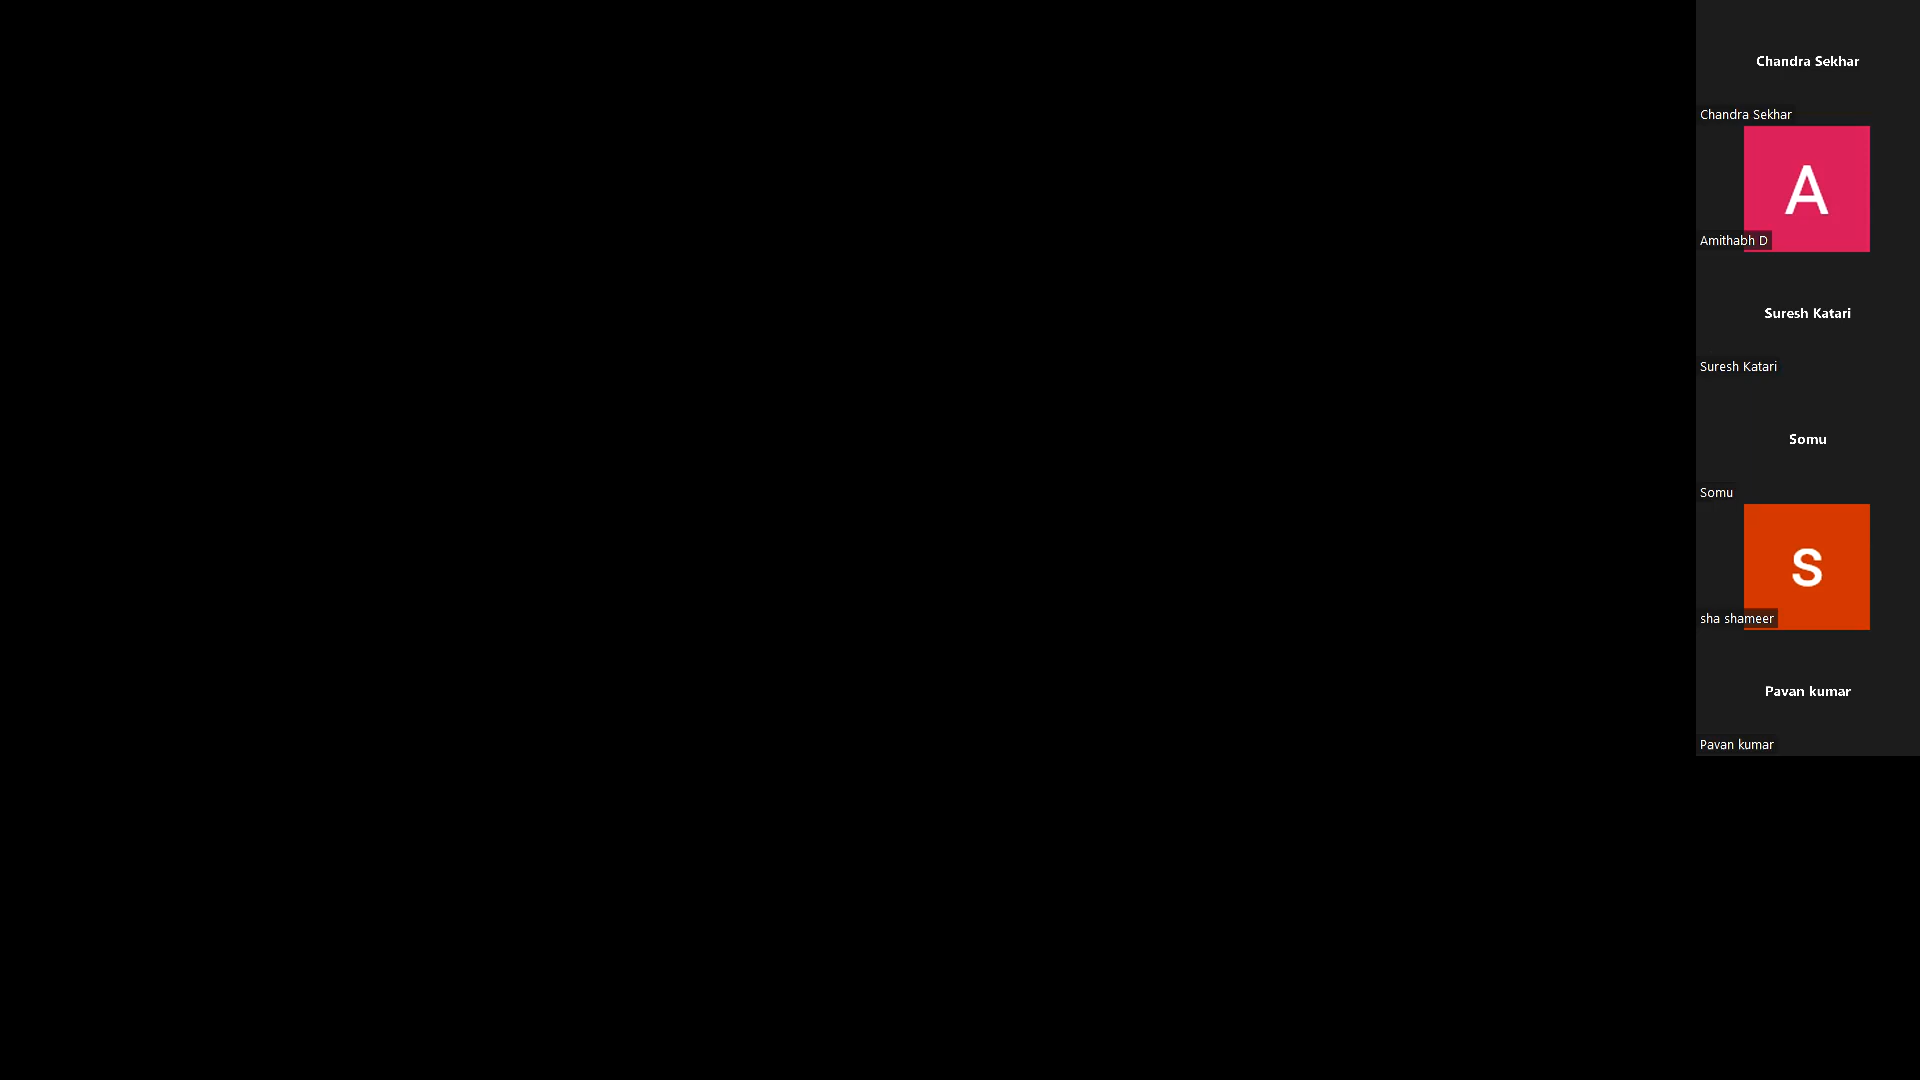 Chandra Sekhar
Chandra Sekhar
A
Amithabh D
Suresh Katari
Suresh Katari
Somu
Somu
S
sha shameer
Pavan kumar
Pavan kumar